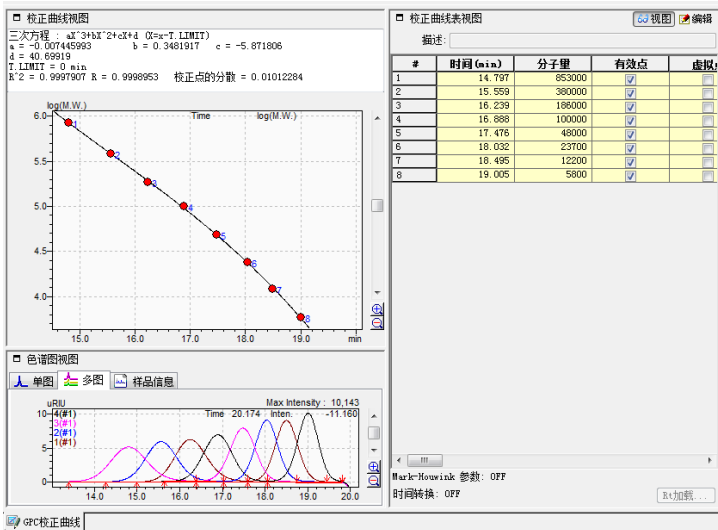 校正曲线视图
三次方程 : aX^3+bX^2+cX+d (X=x-T.LIMIT)
a = -0.007445993 b = 0.3481917 c = -5.871806
d = 40.69919
T.LIMIT = 0 min
R^2 = 0.9997907 R = 0.9998953 校正点的分散 = 0.01012284
log(M.W.)
Time log(M.W.)
6.0
5.5
5.0
4.5
4.0
1
2
3
4
5
6
7
8
15.0 16.0 17.0 18.0 19.0 min
色谱图视图
单图 多图 样品信息
uRIU Max Intensity : 10,143
Time 20.174 Inten. -11.160
10
5
0
4(#1)
3(#1)
2(#1)
1(#1)
14.0 15.0 16.0 17.0 18.0 19.0 20.0
校正曲线表视图 视图 编辑
描述:
# 时间(min) 分子量 有效点 虚拟
1 14.797 853000
2 15.559 380000
3 16.239 186000
4 16.888 100000
5 17.476 48000
6 18.032 23700
7 18.495 12200
8 19.005 5800
Mark-Houwink 参数: OFF
时间转换: OFF
Rt加载...
GPC校正曲线